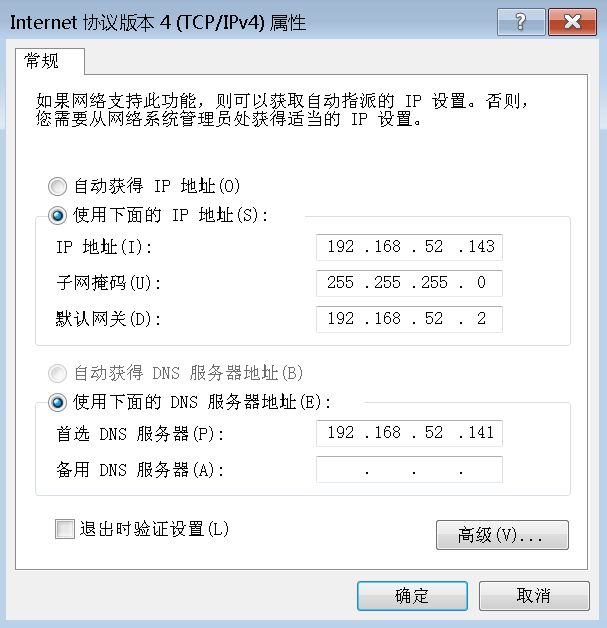 Internet 协议版本 4 (TCP/IPv4) 属性
常规
如果网络支持此功能，则可以获取自动指派的 IP 设置。否则，
您需要从网络系统管理员处获得适当的 IP 设置。
自动获得 IP 地址(O)
使用下面的 IP 地址(S):
IP 地址(I): 192 .168 . 52 .143
子网掩码(U): 255 .255 .255 . 0
默认网关(D): 192 .168 . 52 . 2
自动获得 DNS 服务器地址(B)
使用下面的 DNS 服务器地址(E):
首选 DNS 服务器(P): 192 .168 . 52 .141
备用 DNS 服务器(A): . . .
退出时验证设置(L)
高级(V)...
确定 取消